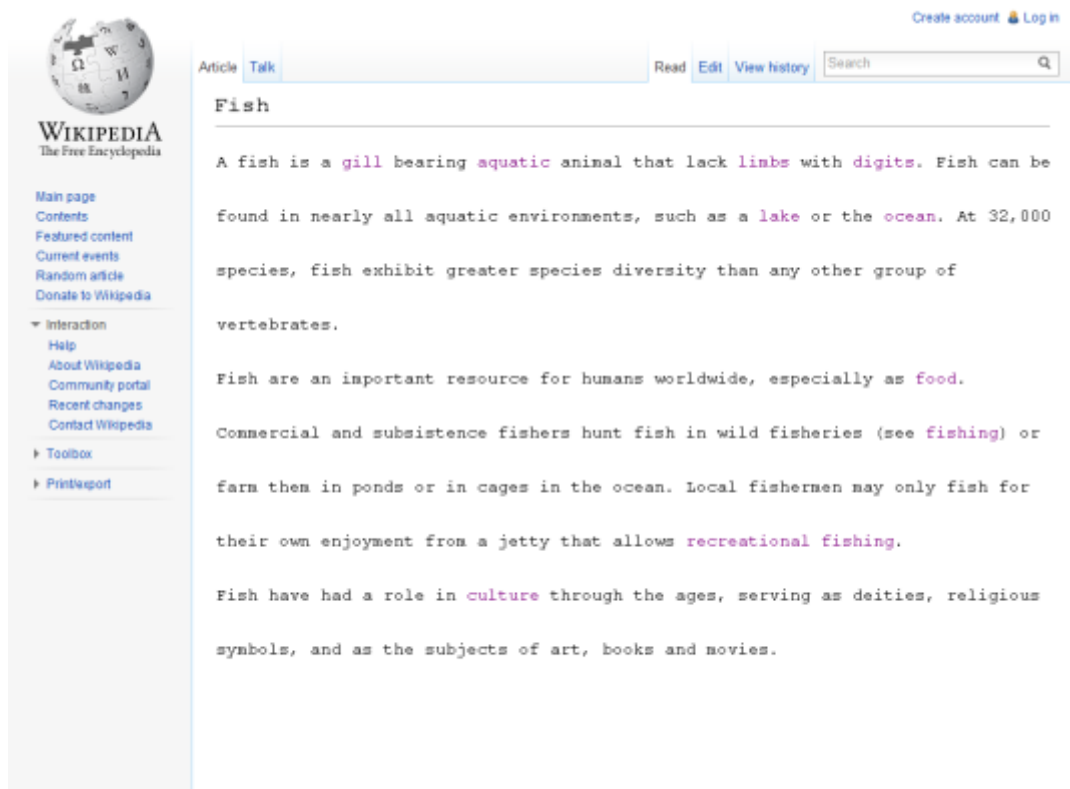 Create account Log in
Article Talk Read Edit View history Search
WIKIPEDIA
The Free Encyclopedia
Main page
Contents
Featured content
Current events
Random article
Donate to Wikipedia
Interaction
Help
About Wikipedia
Community portal
Recent changes
Contact Wikipedia
Toolbox
Print/export
Fish
A fish is a gill bearing aquatic animal that lack limbs with digits. Fish can be
found in nearly all aquatic environments, such as a lake or the ocean. At 32,000
species, fish exhibit greater species diversity than any other group of
vertebrates.
Fish are an important resource for humans worldwide, especially as food.
Commercial and subsistence fishers hunt fish in wild fisheries (see fishing) or
farm them in ponds or in cages in the ocean. Local fishermen may only fish for
their own enjoyment from a jetty that allows recreational fishing.
Fish have had a role in culture through the ages, serving as deities, religious
symbols, and as the subjects of art, books and movies.